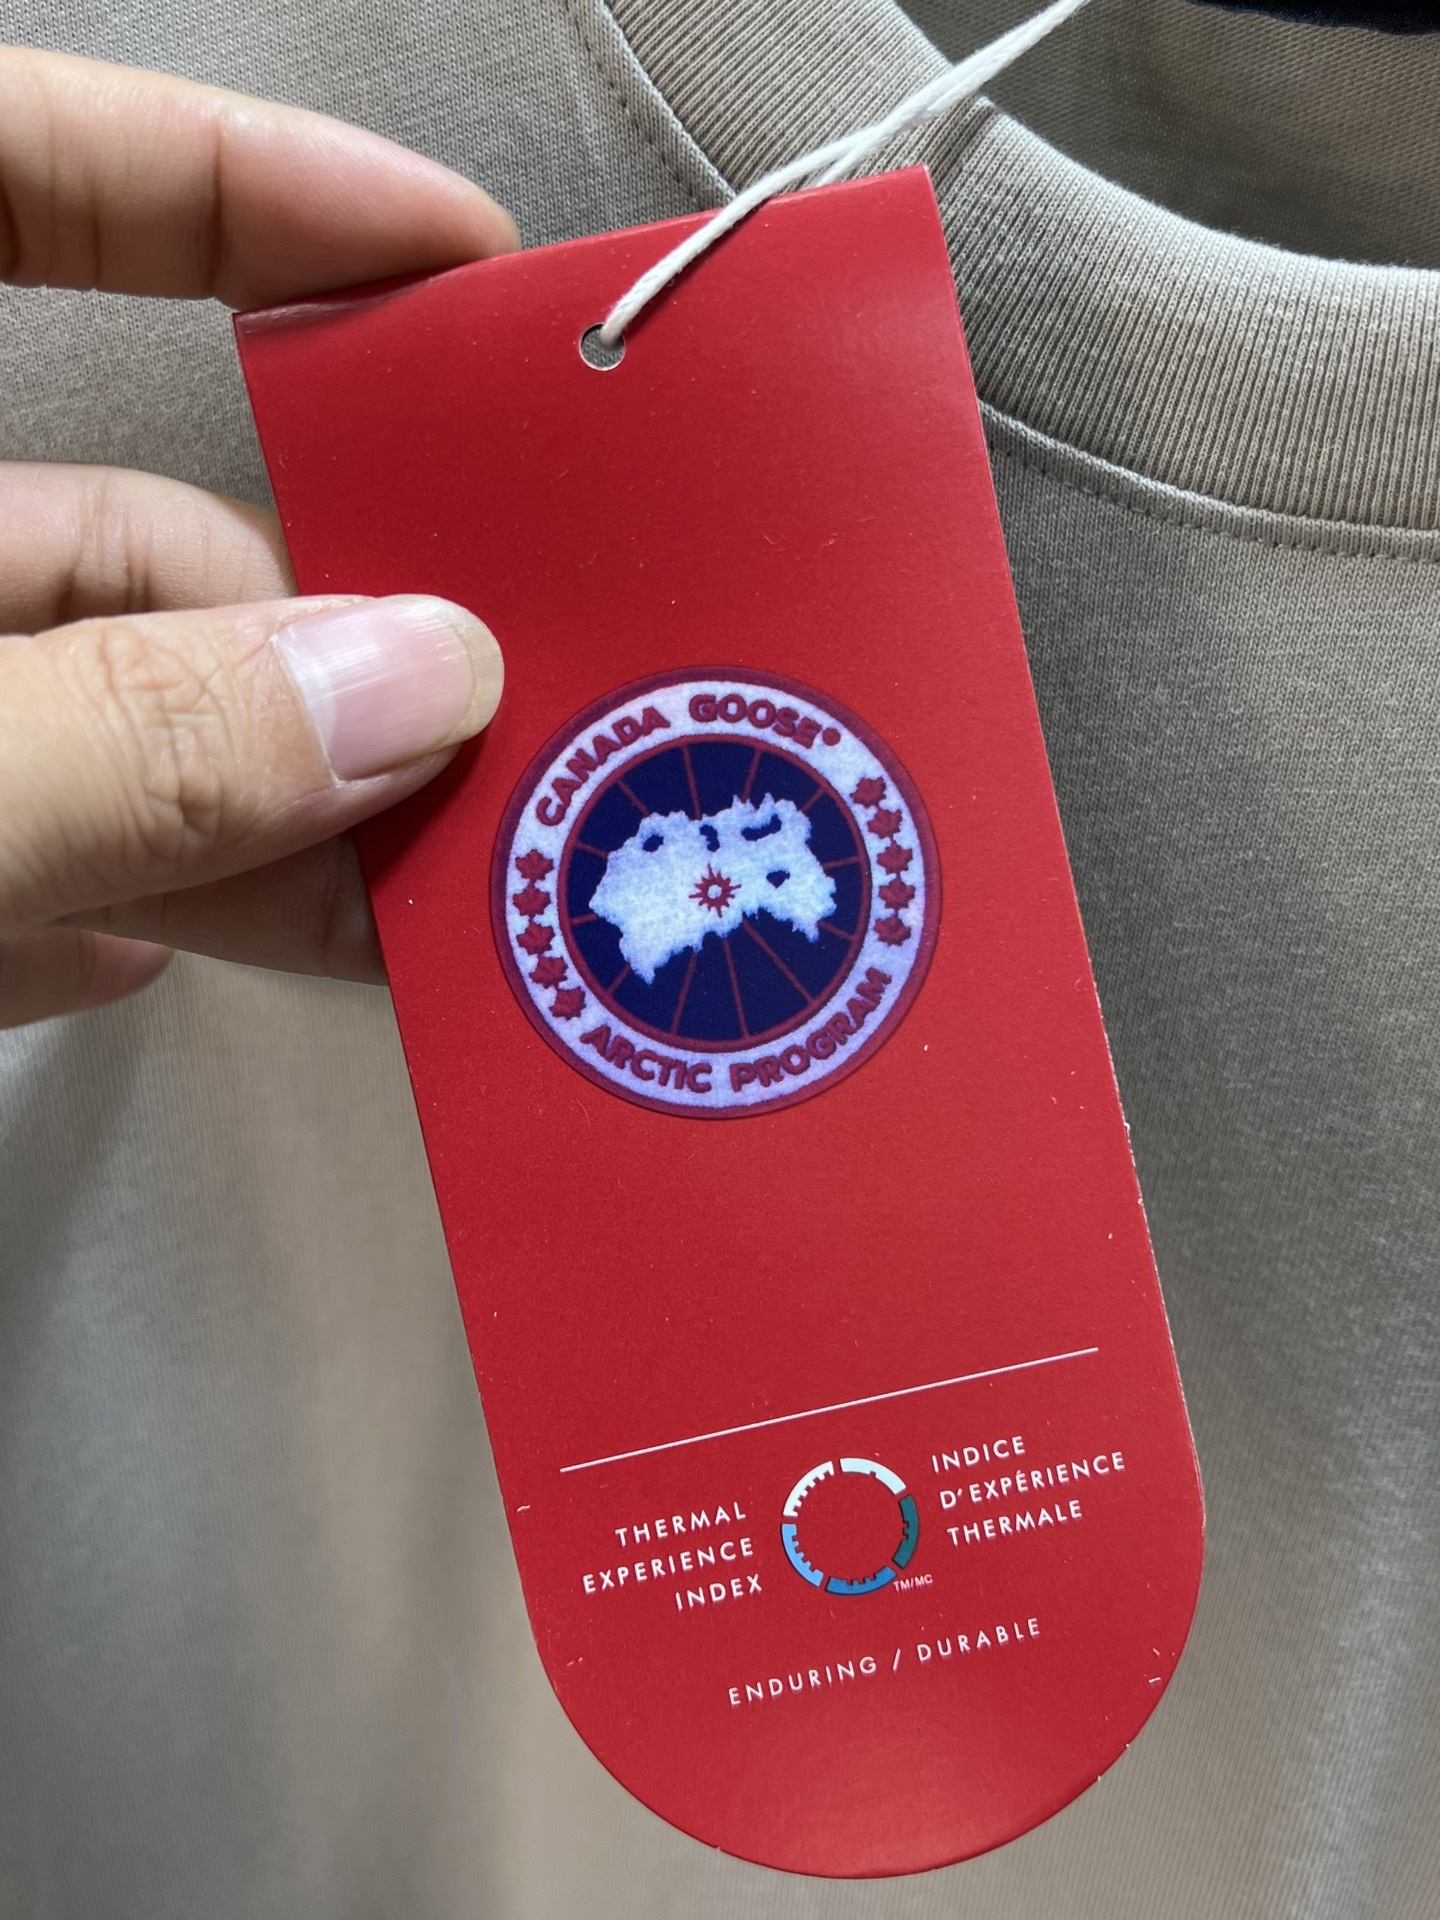 CANADA GOOSE®
ARCTIC PROGRAM
THERMAL
EXPERIENCE
INDEX
INDICE
D'EXPÉRIENCE
THERMALE
TM/MC
ENDURING / DURABLE